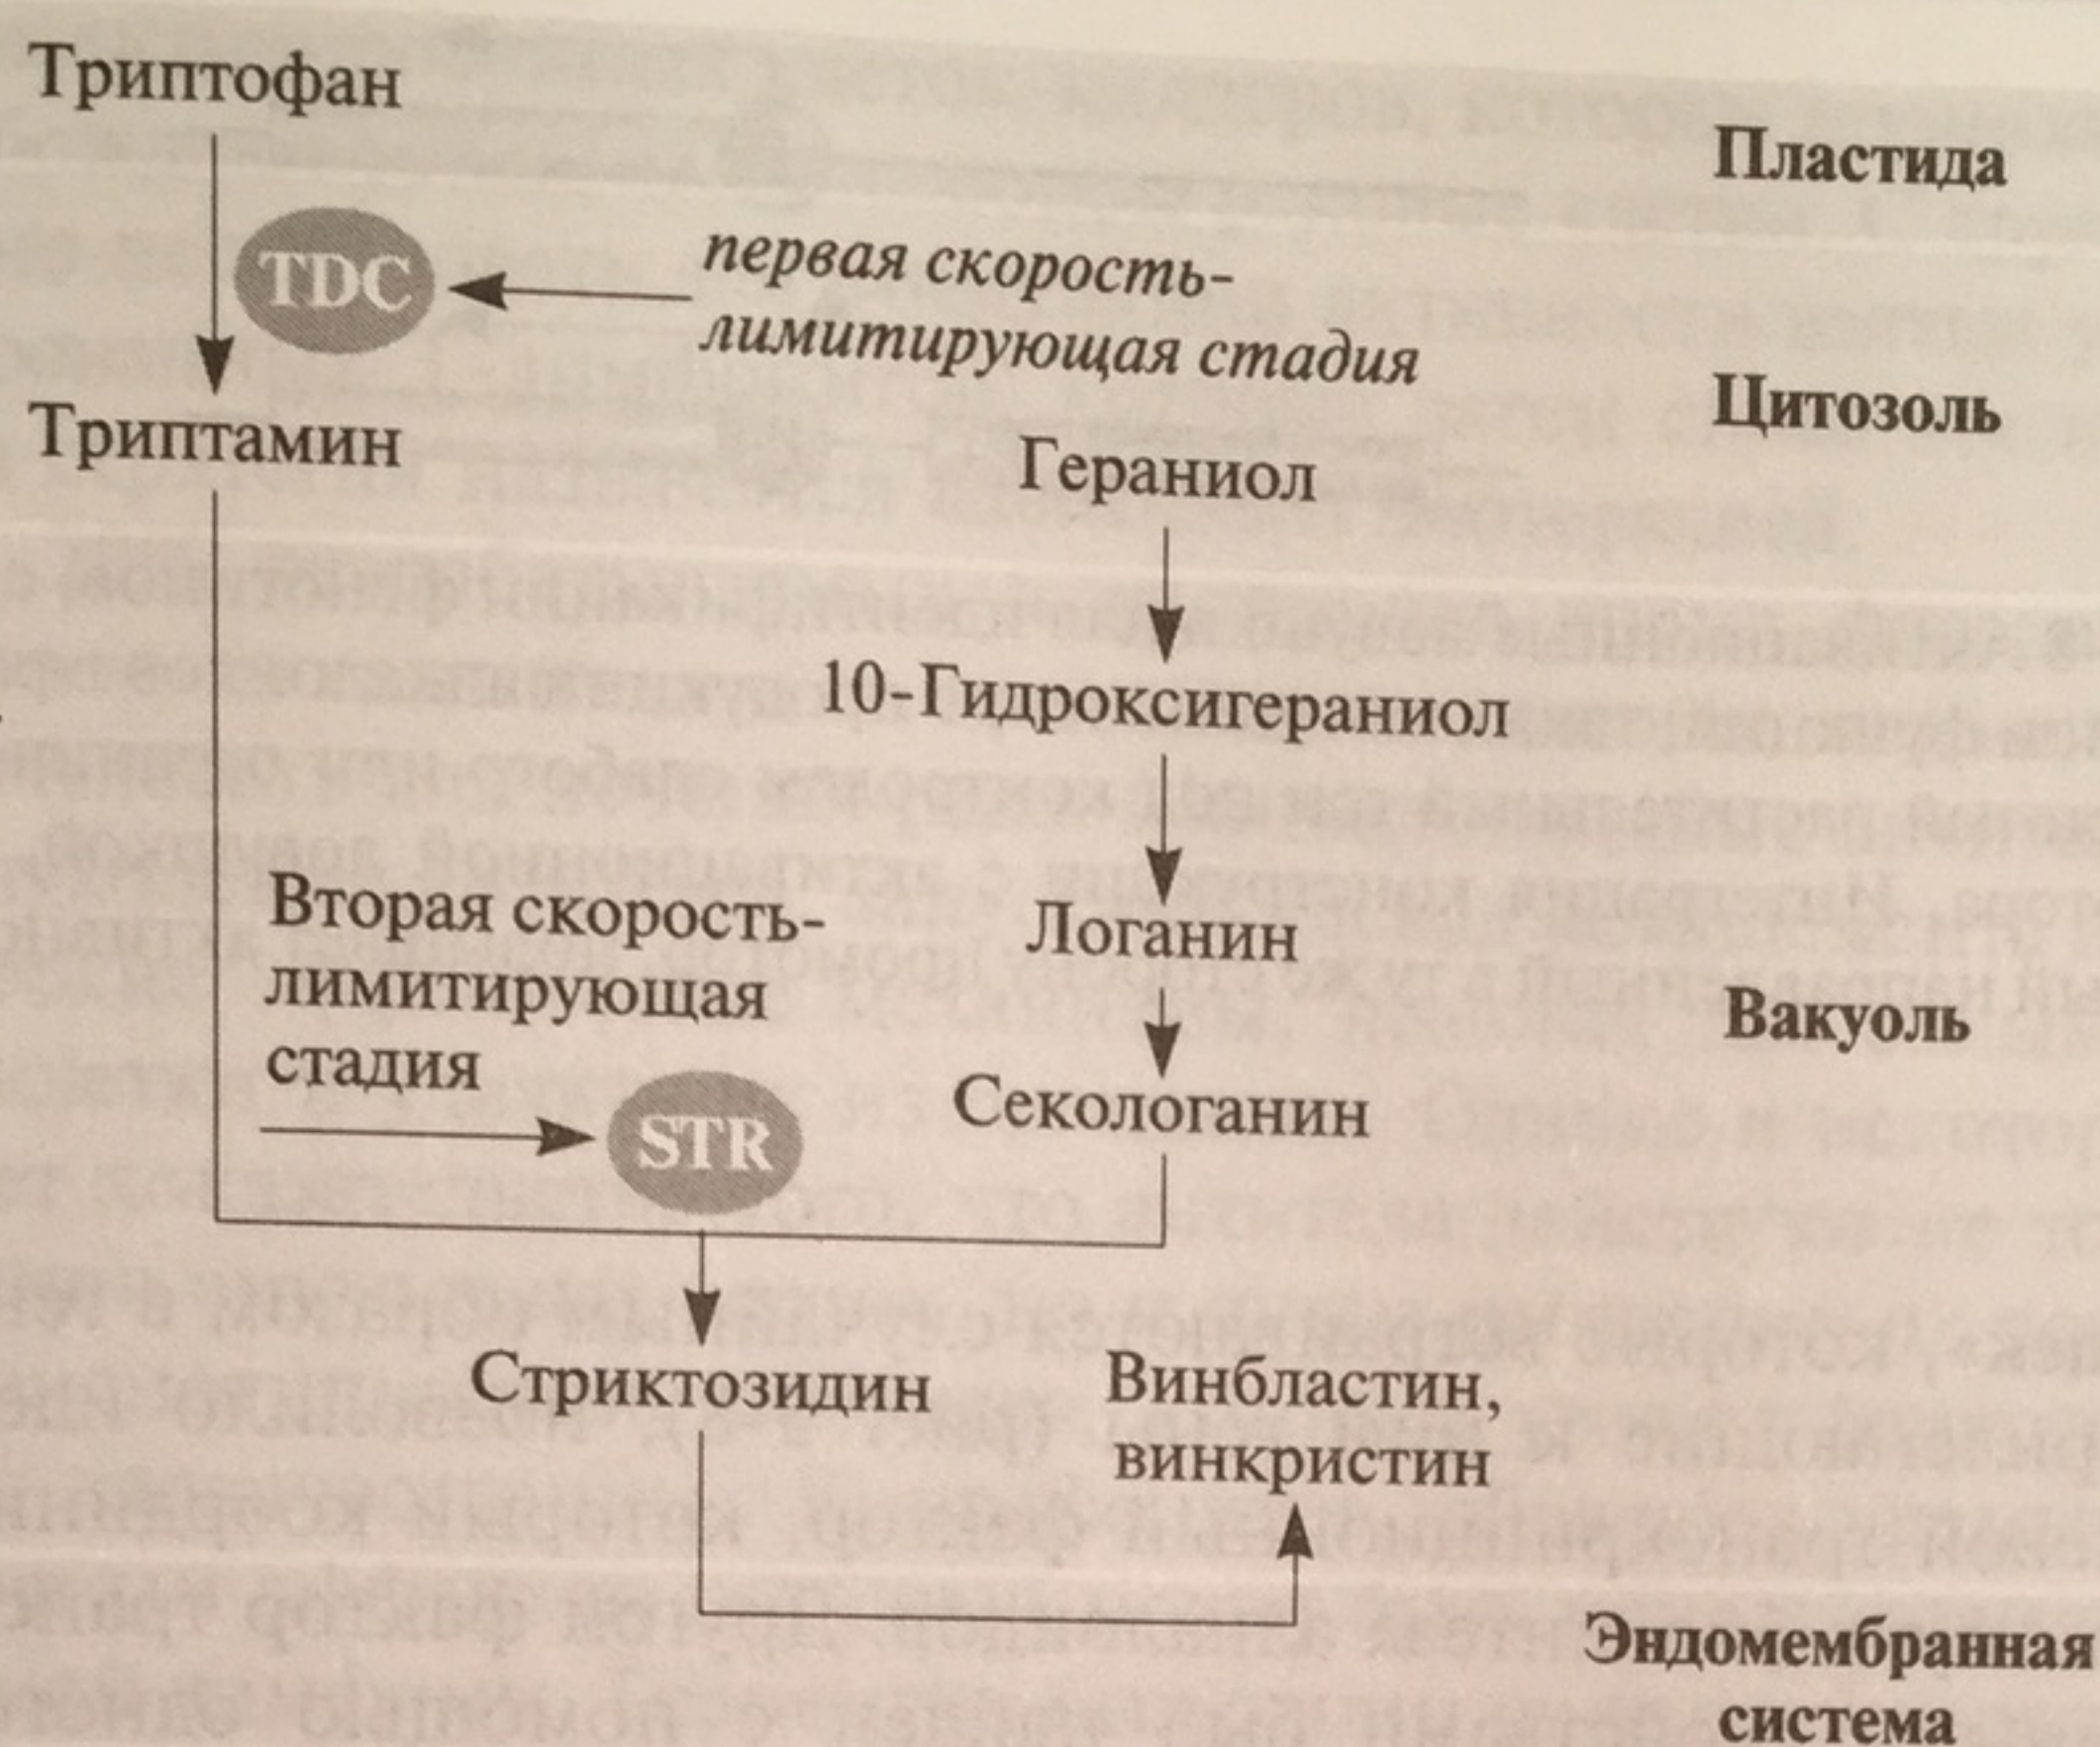 Триптофан
Пластида
TDC
первая скорость-
лимитирующая стадия
Цитозоль
Триптамин
Гераниол
10-Гидроксигераниол
Вторая скорость-
лимитирующая
стадия
Логанин
Вакуоль
STR
Секологанин
Стриктозидин
Винбластин,
винкристин
Эндомембранная
система